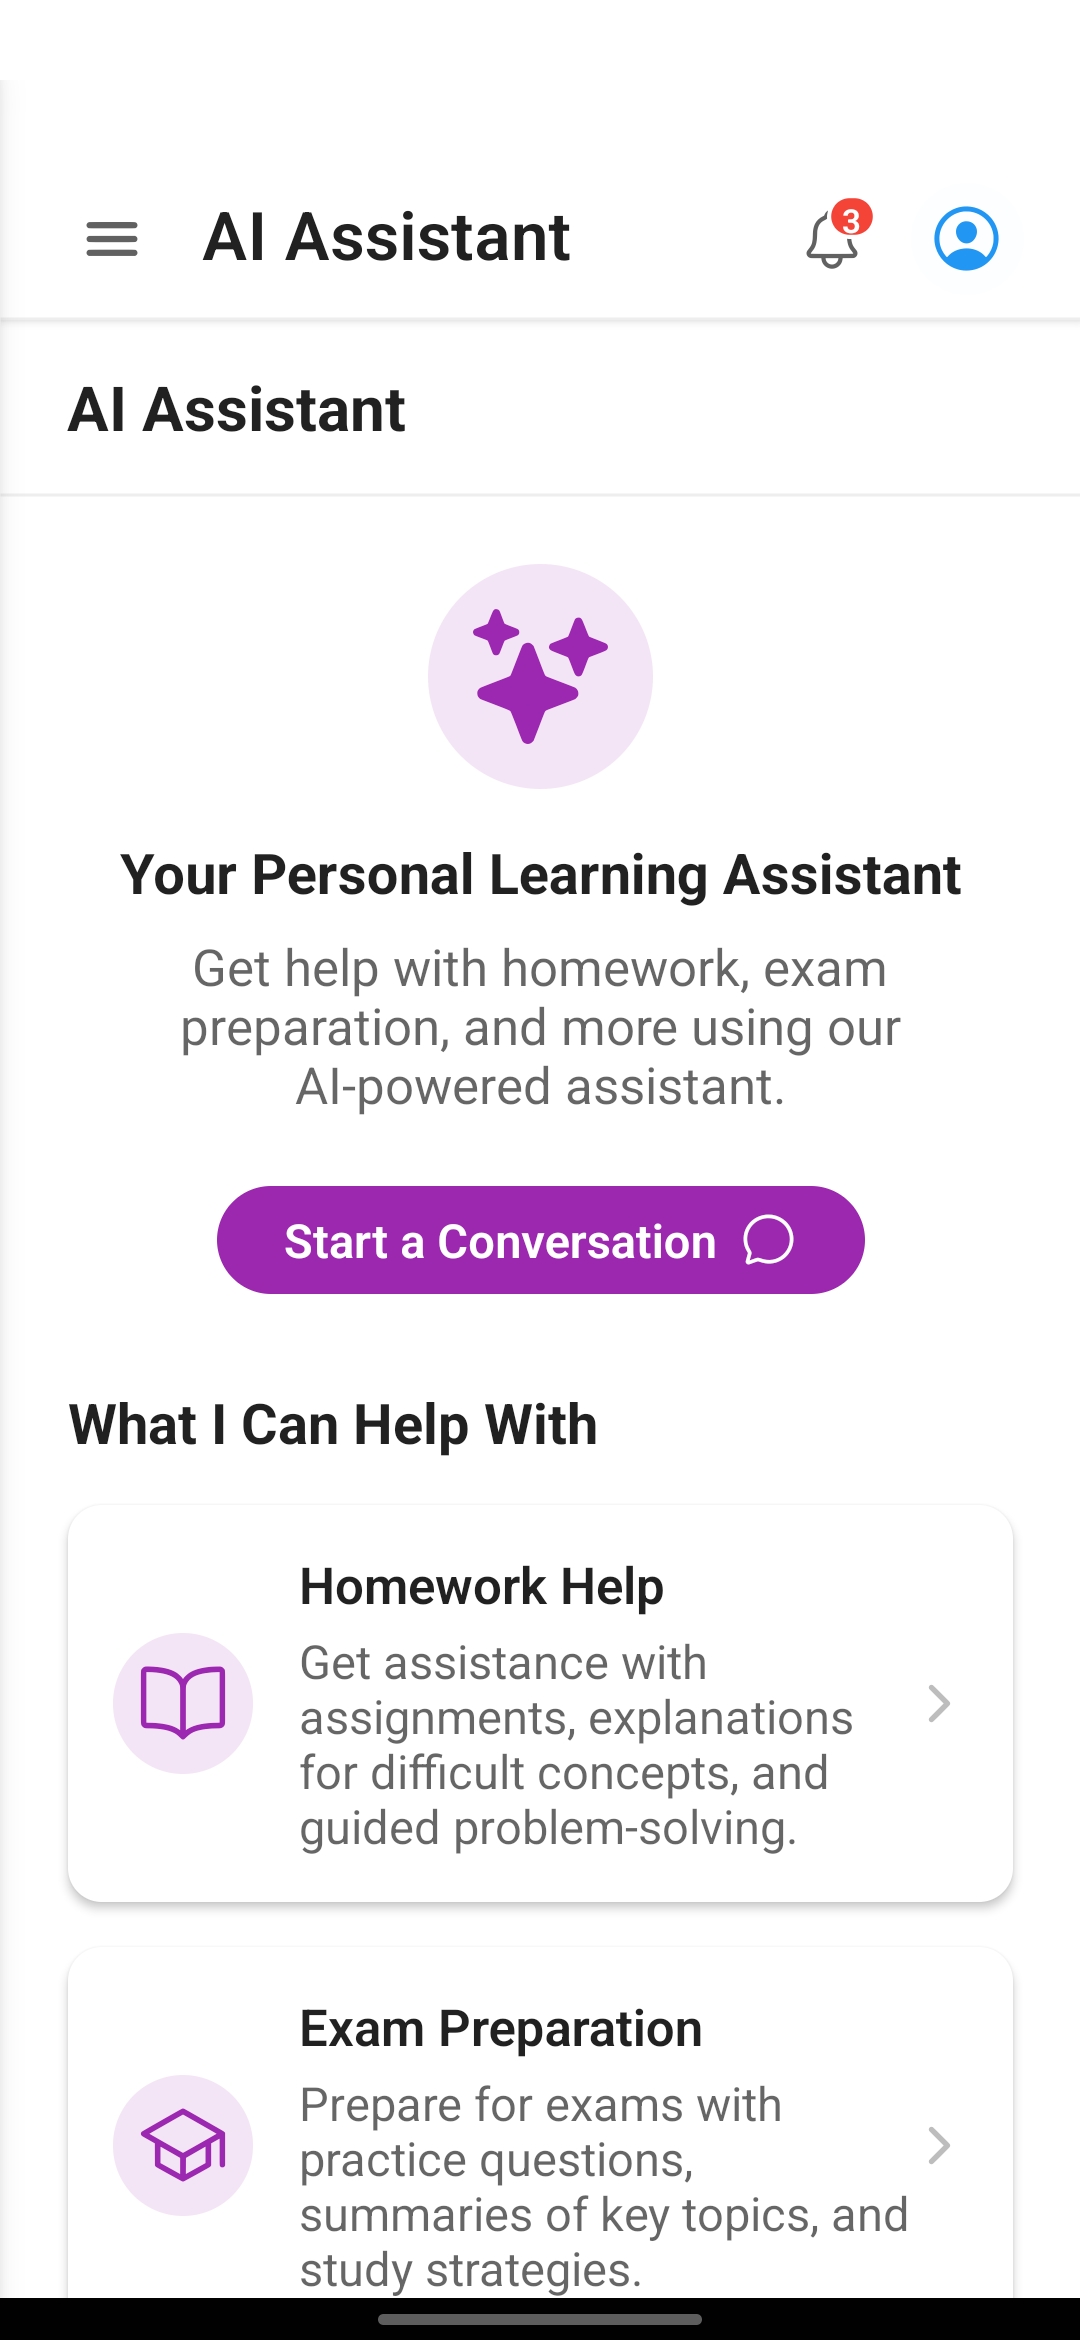 AI Assistant
3
AI Assistant
Your Personal Learning Assistant
Get help with homework, exam
preparation, and more using our
AI-powered assistant.
Start a Conversation
What I Can Help With
Homework Help
Get assistance with
assignments, explanations
for difficult concepts, and
guided problem-solving.
Exam Preparation
Prepare for exams with
practice questions,
summaries of key topics, and
study strategies.